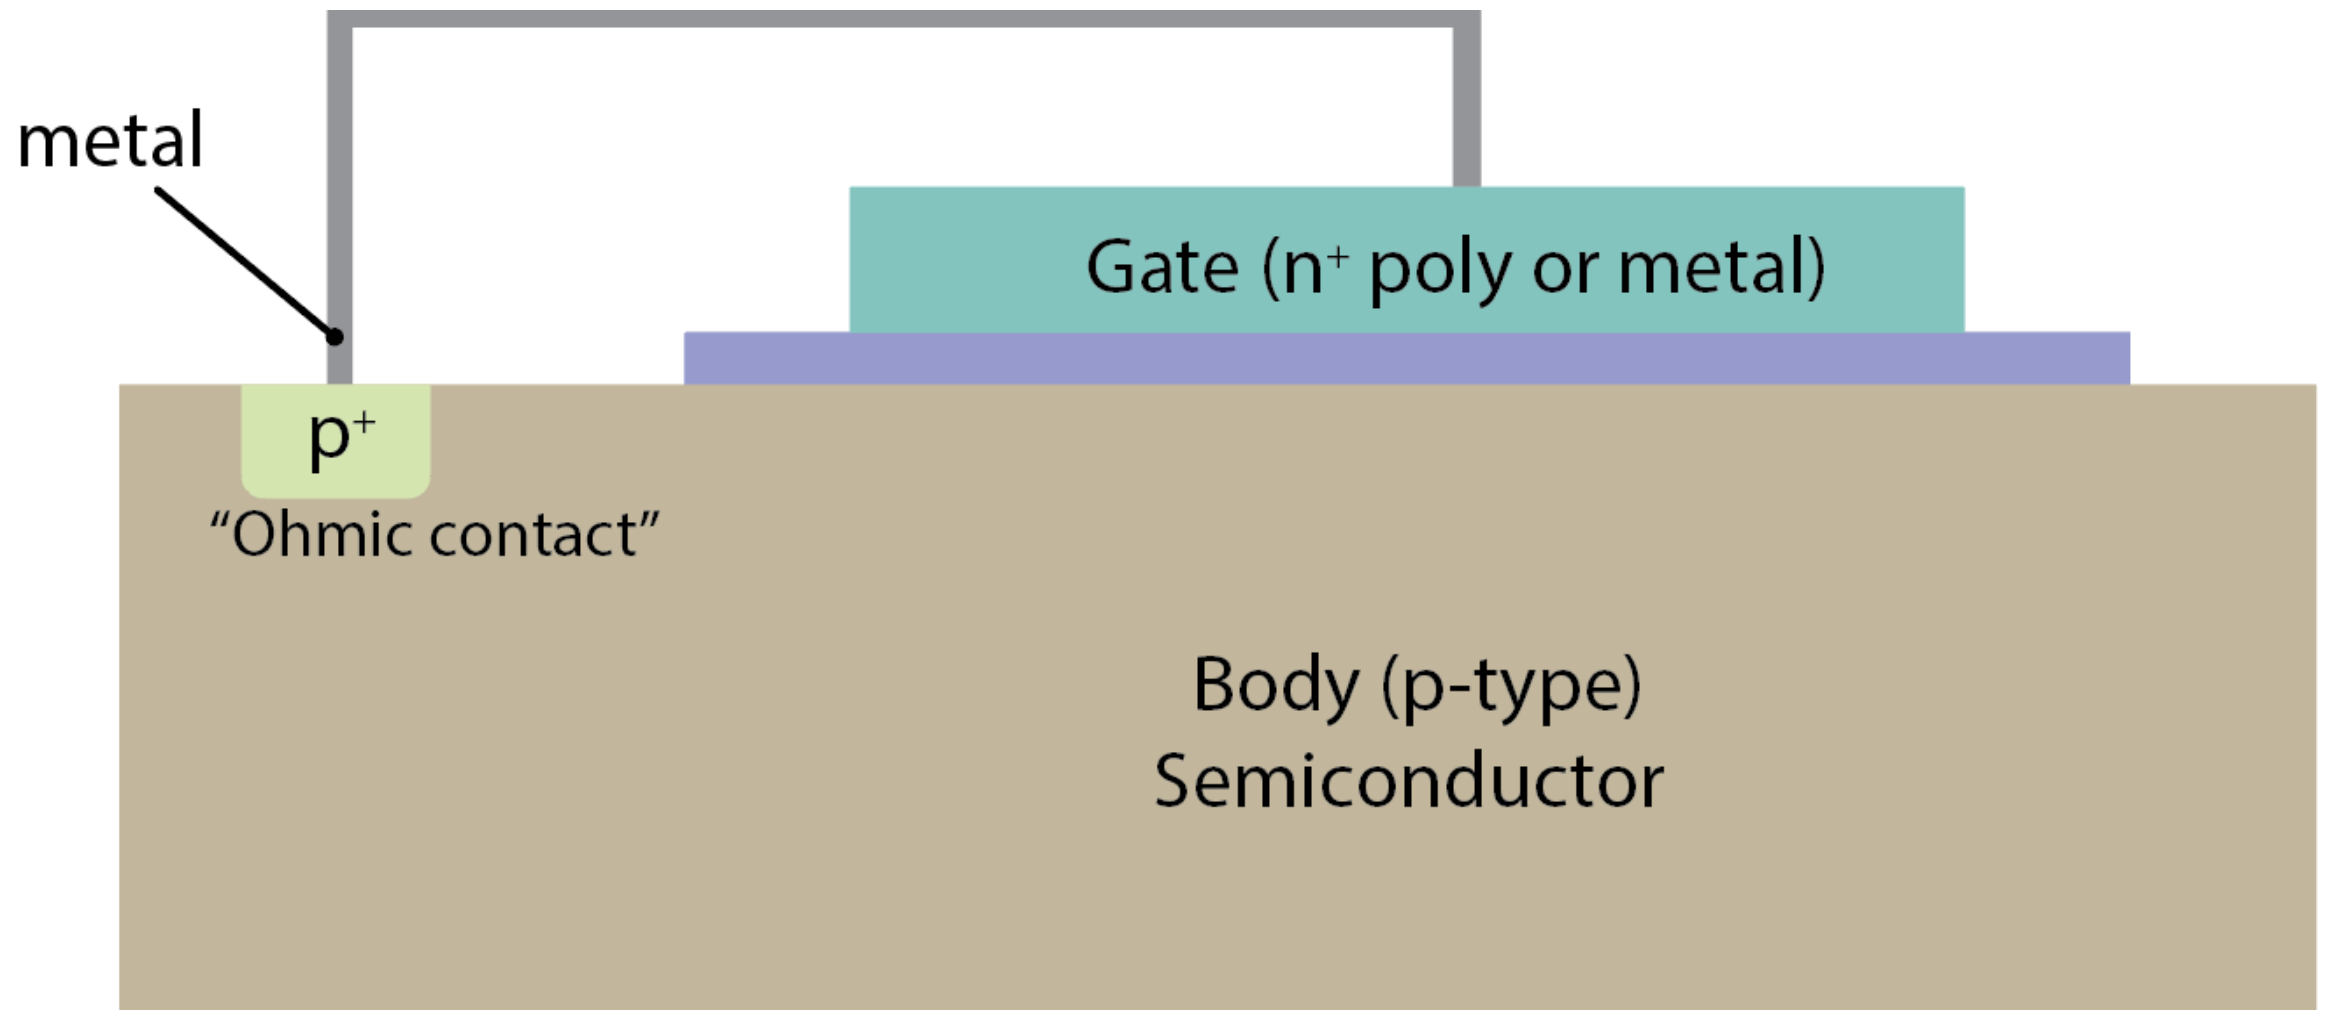 metal
Gate (n⁺ poly or metal)
p⁺
“Ohmic contact”
Body (p-type)
Semiconductor